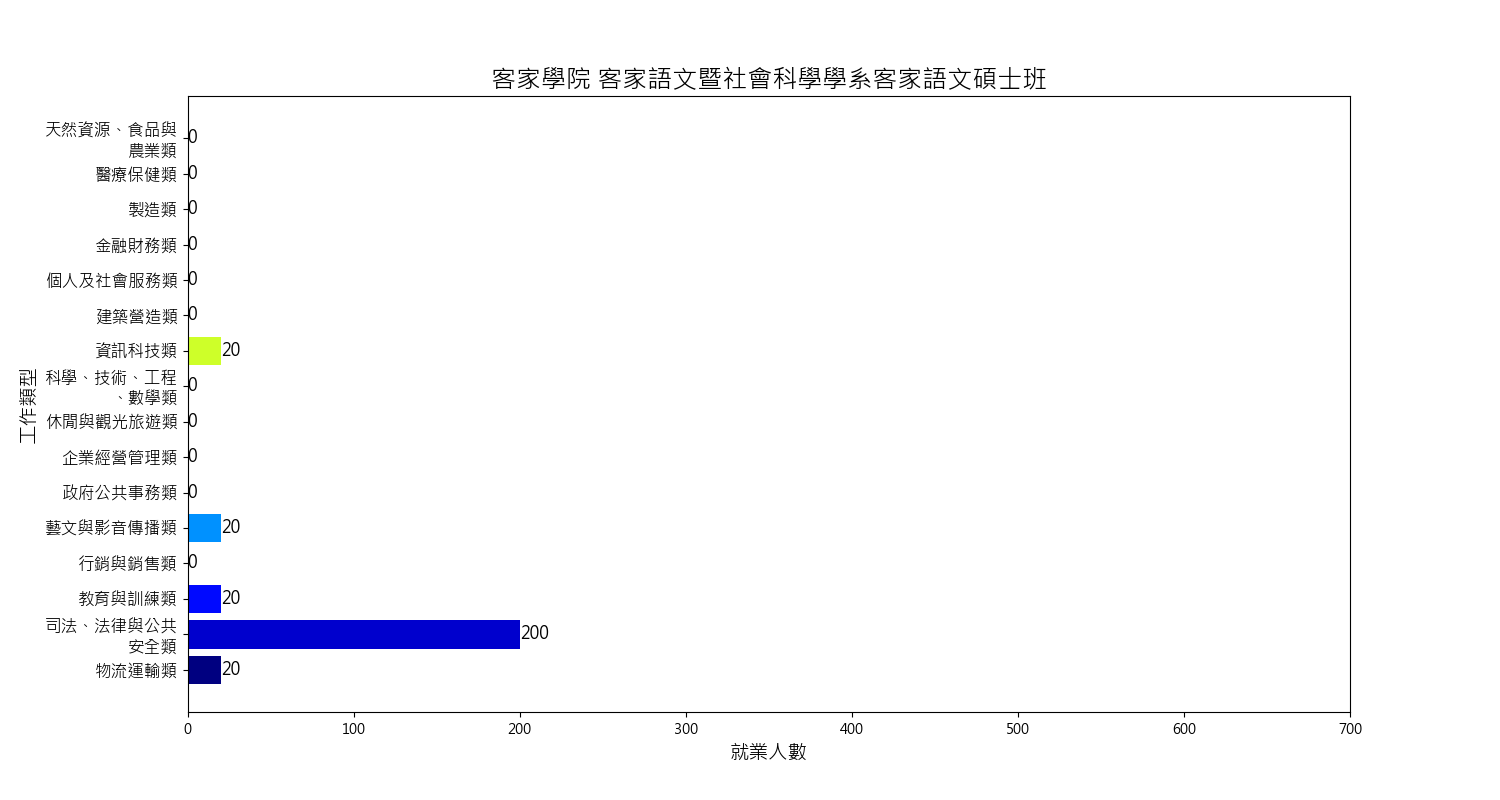 客家學院 客家語文暨社會科學學系客家語文碩士班
天然資源、食品與
農業類
0
醫療保健類
0
製造類
0
金融財務類
0
個人及社會服務類
0
建築營造類
0
資訊科技類
20
科學、技術、工程
、數學類
0
休閒與觀光旅遊類
0
企業經營管理類
0
政府公共事務類
0
藝文與影音傳播類
20
行銷與銷售類
0
教育與訓練類
20
司法、法律與公共
安全類
200
物流運輸類
20
工作類型
0 100 200 300 400 500 600 700
就業人數